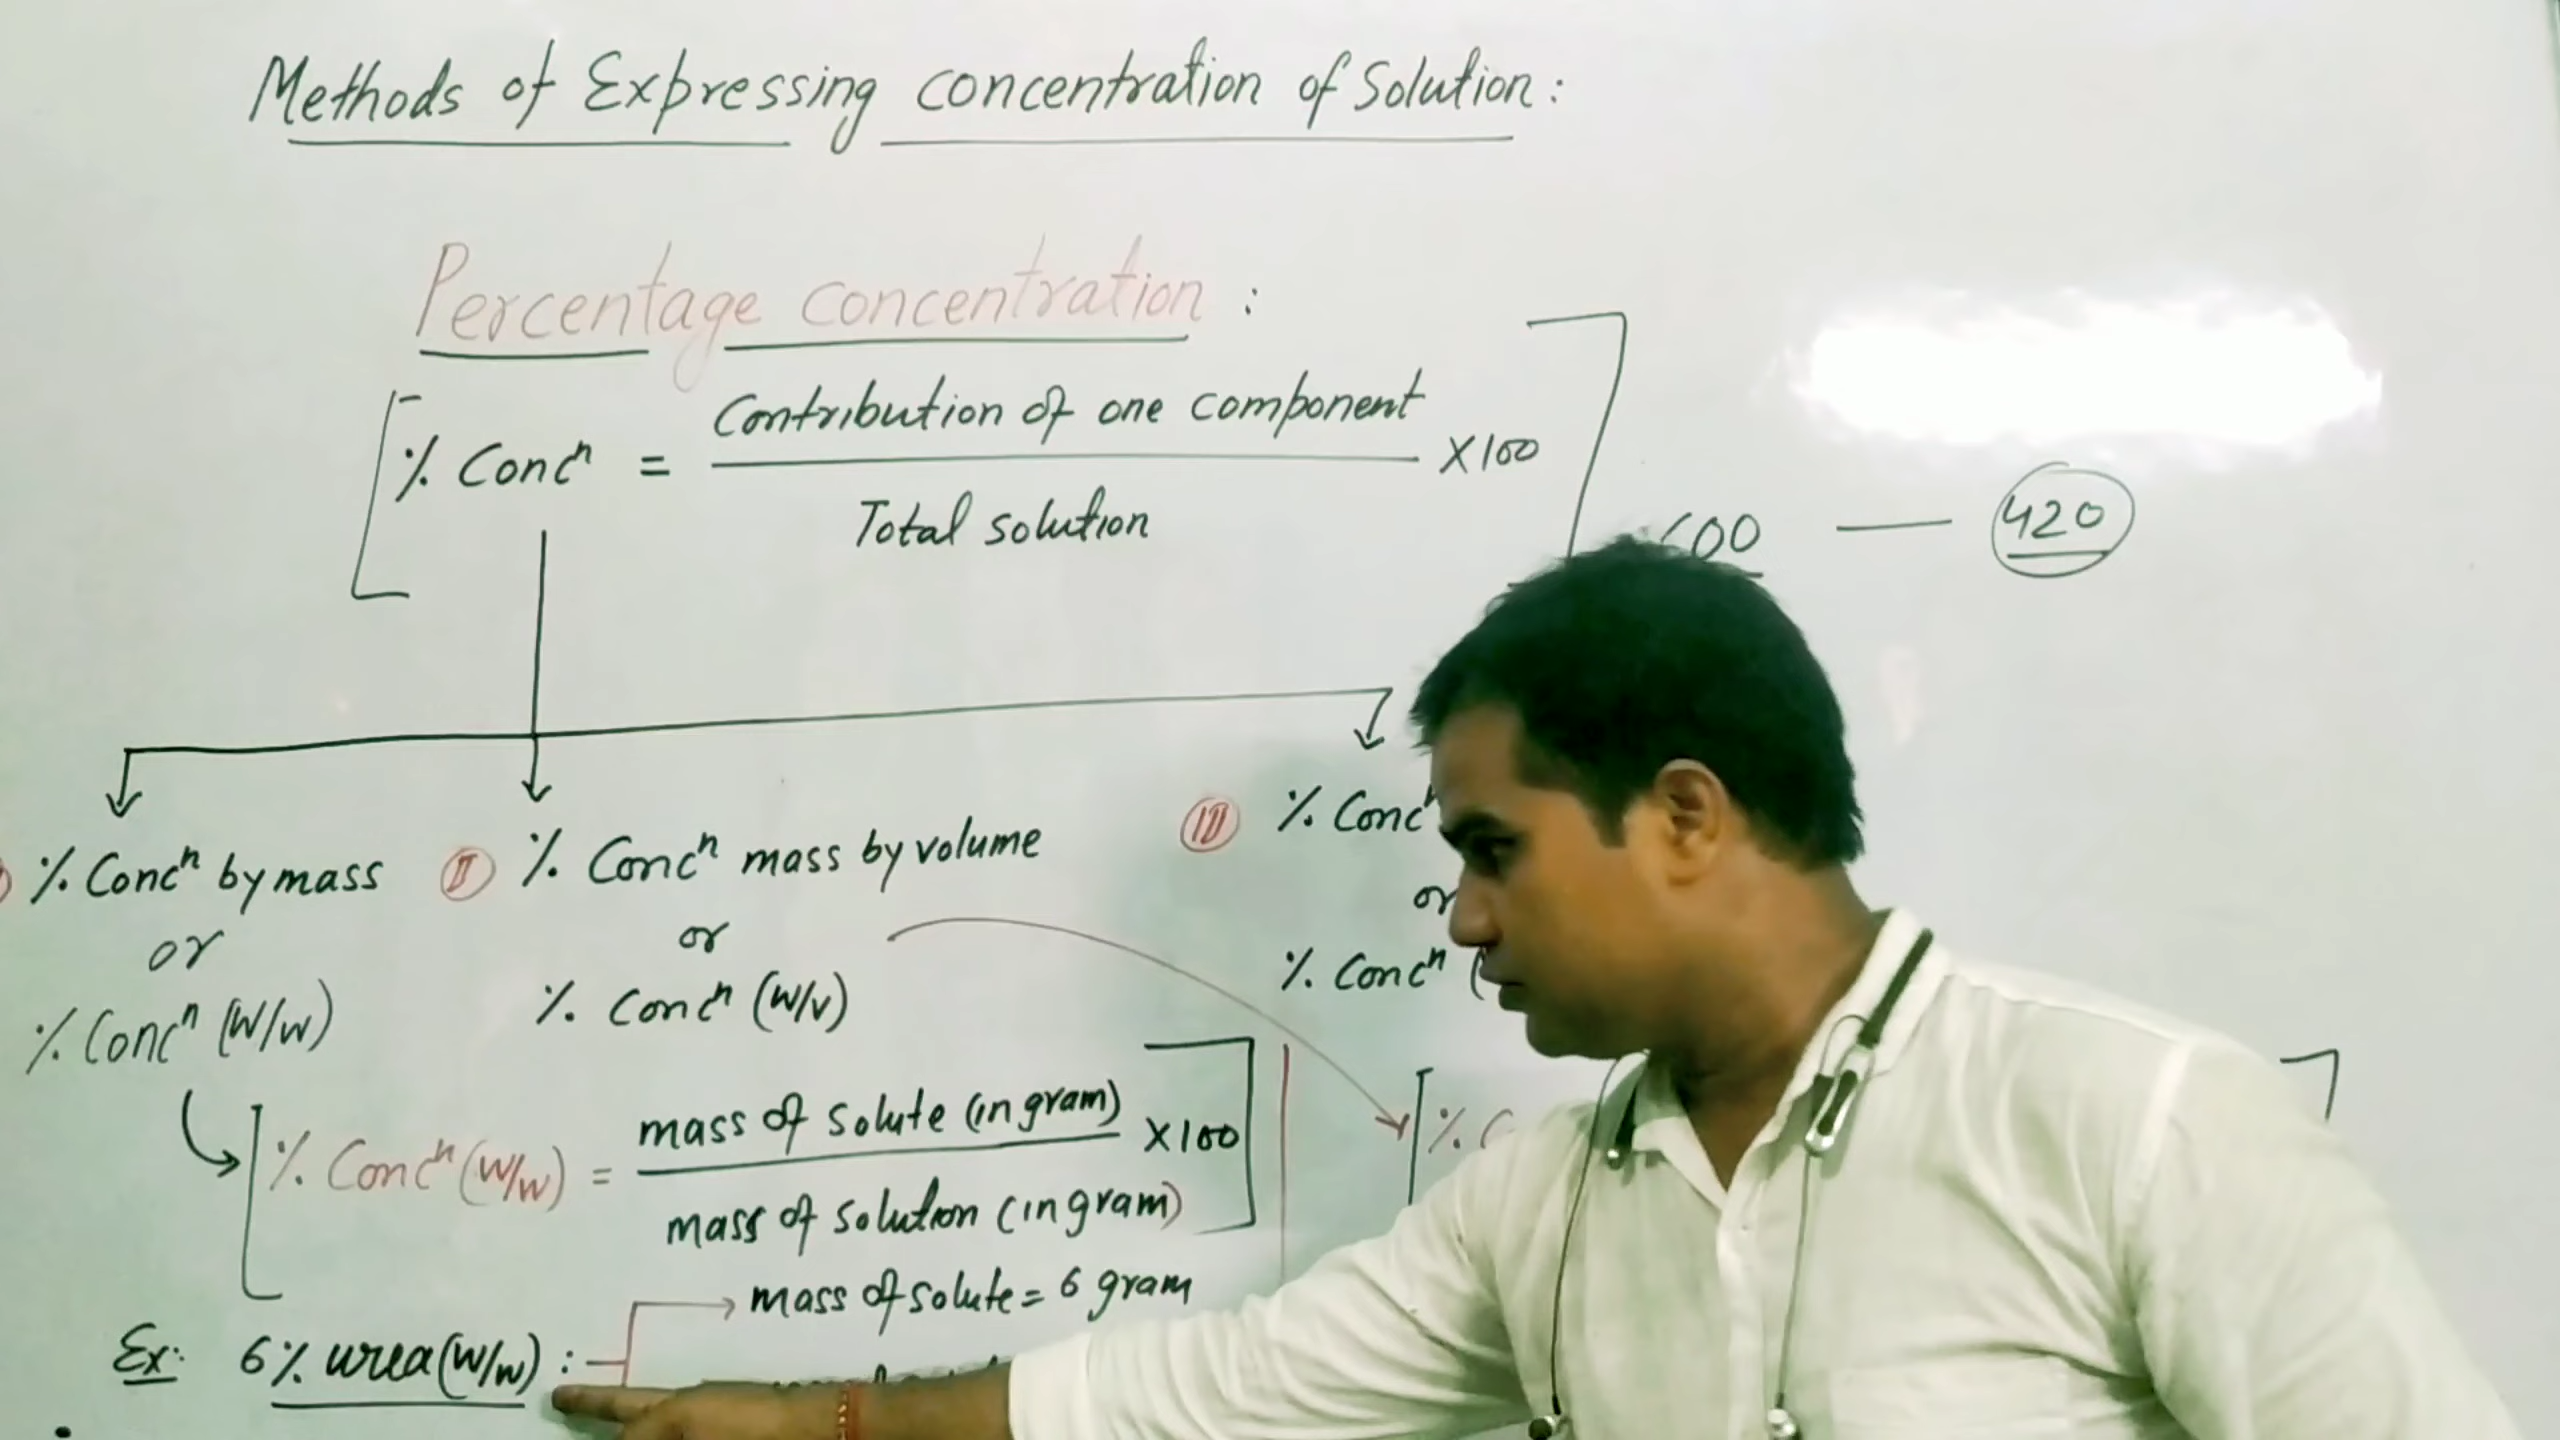 Methods of Expressing concentration of Solution:
Percentage concentration :
% Concⁿ = Contribution of one component / Total solution X100
600 — 420
% Concⁿ by mass
or
% Concⁿ (W/w)
II % Concⁿ mass by volume
or
% Concⁿ (W/v)
III % Concⁿ
or
% Concⁿ (
% Concⁿ (W/w) = mass of solute (in gram) / mass of solution (in gram) X100
% C
mass of solute = 6 gram
Ex: 6% urea (W/w) :